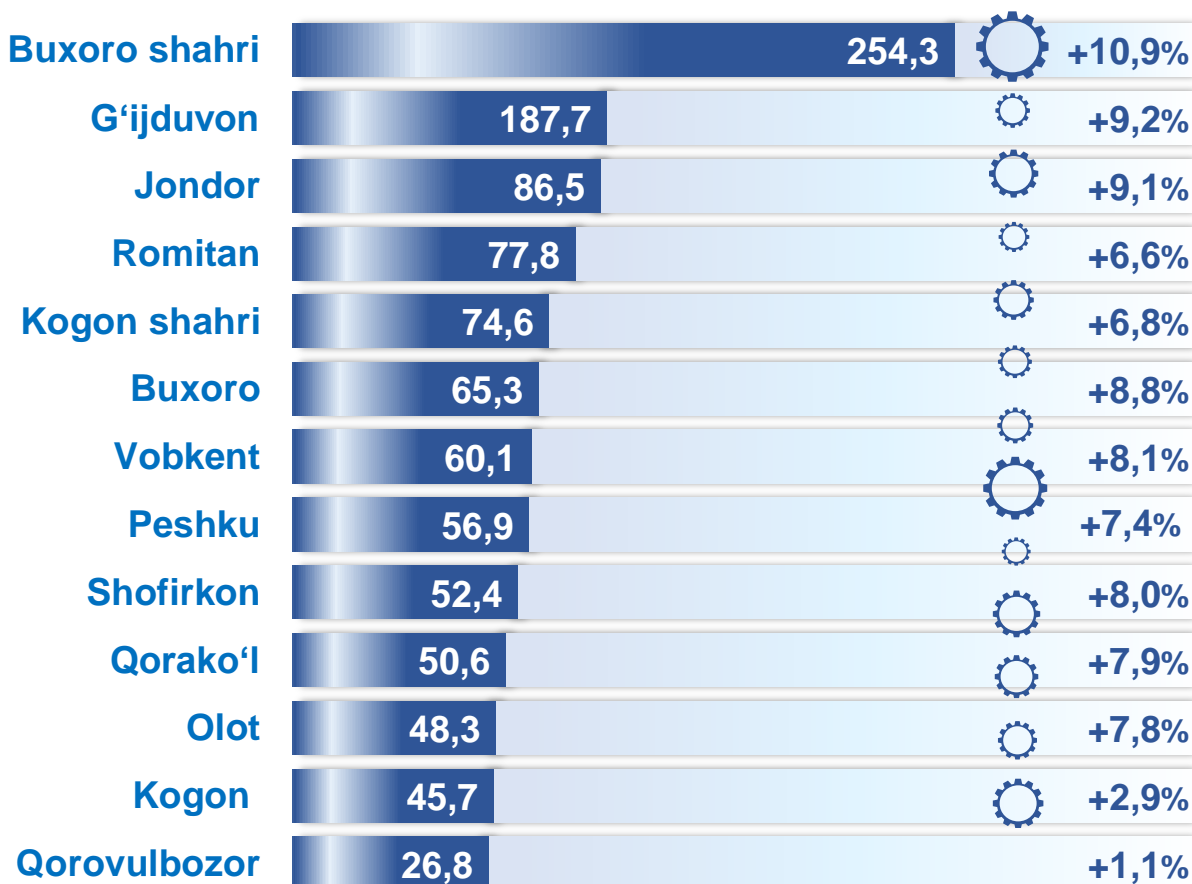 Buxoro shahri 254,3 +10,9%
G‘ijduvon 187,7 +9,2%
Jondor 86,5 +9,1%
Romitan 77,8 +6,6%
Kogon shahri 74,6 +6,8%
Buxoro 65,3 +8,8%
Vobkent 60,1 +8,1%
Peshku 56,9 +7,4%
Shofirkon 52,4 +8,0%
Qorako‘l 50,6 +7,9%
Olot 48,3 +7,8%
Kogon 45,7 +2,9%
Qorovulbozor 26,8 +1,1%